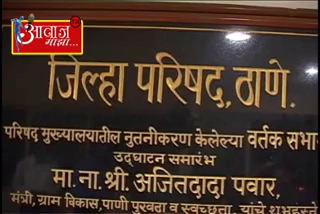 आवाज
माझा...
जिल्हा परिषद, ठाणे.
परिषद मुख्यालयातील नुतनीकरण केलेल्या वर्तक सभा
उद्घाटन समारंभ
मा. ना. श्री. अजितदादा पवार,
मंत्री, ग्राम विकास, पाणी पुरवठा व स्वच्छता, यांचे शुभहस्ते